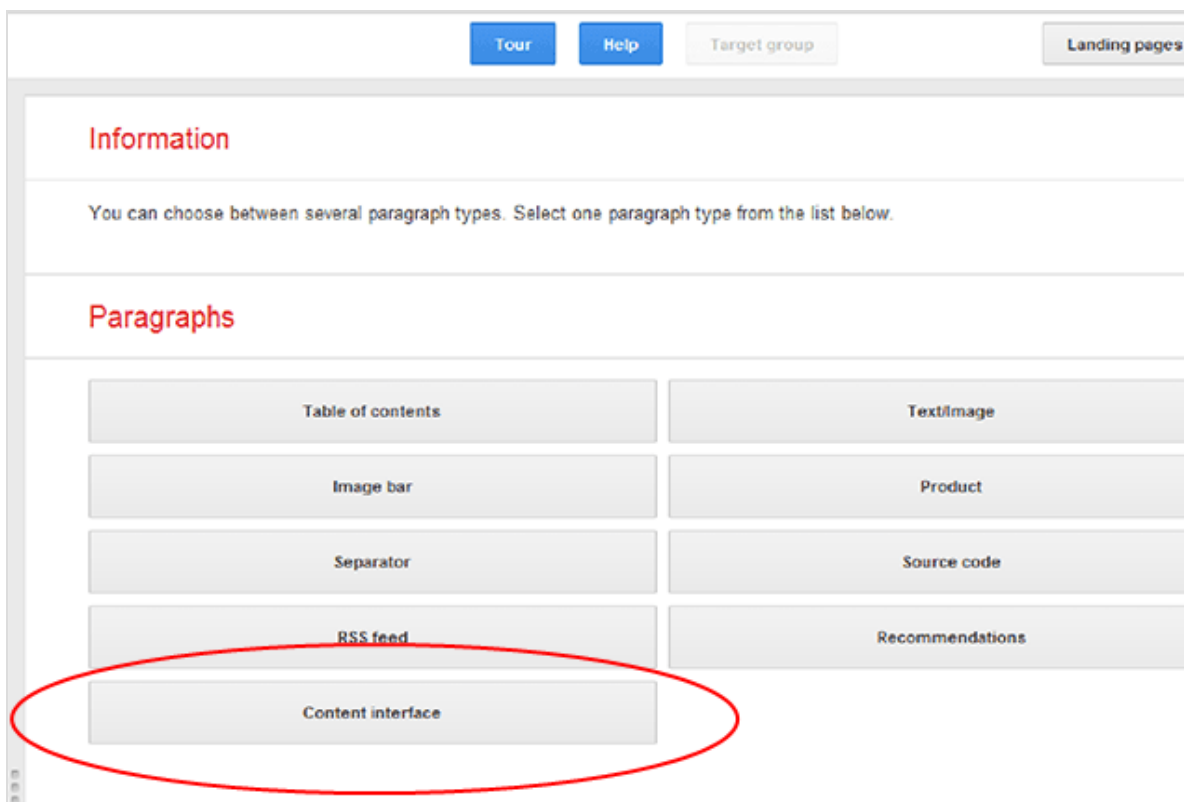 Tour Help Target group Landing pages
Information
You can choose between several paragraph types. Select one paragraph type from the list below.
Paragraphs
Table of contents Text/Image
Image bar Product
Separator Source code
RSS feed Recommendations
Content interface